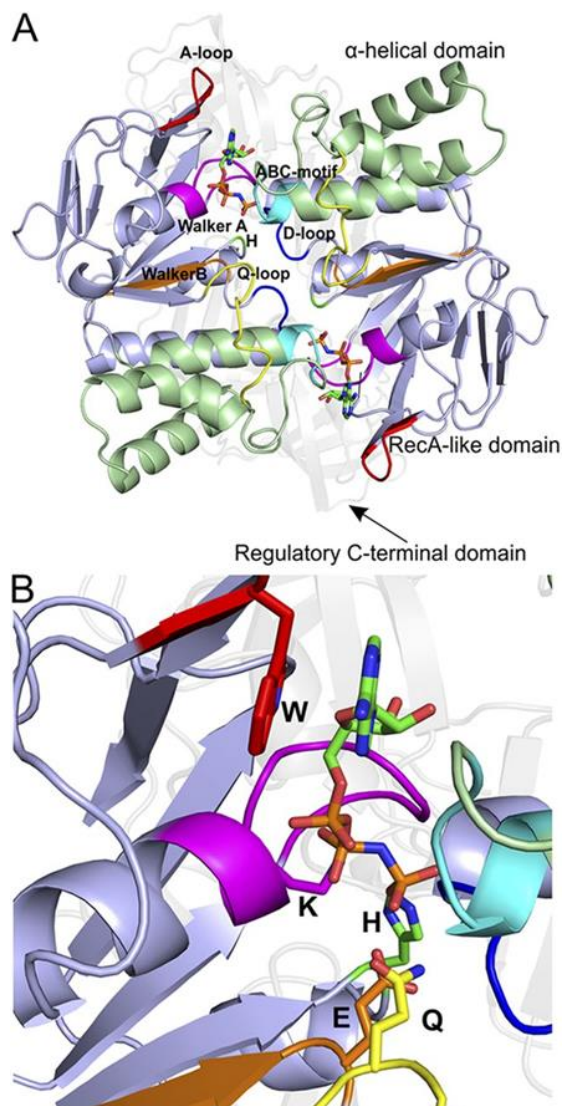 A
A-loop
α-helical domain
ABC-motif
Walker A
D-loop
H
WalkerB
Q-loop
RecA-like domain
Regulatory C-terminal domain
B
W
K
H
E
Q